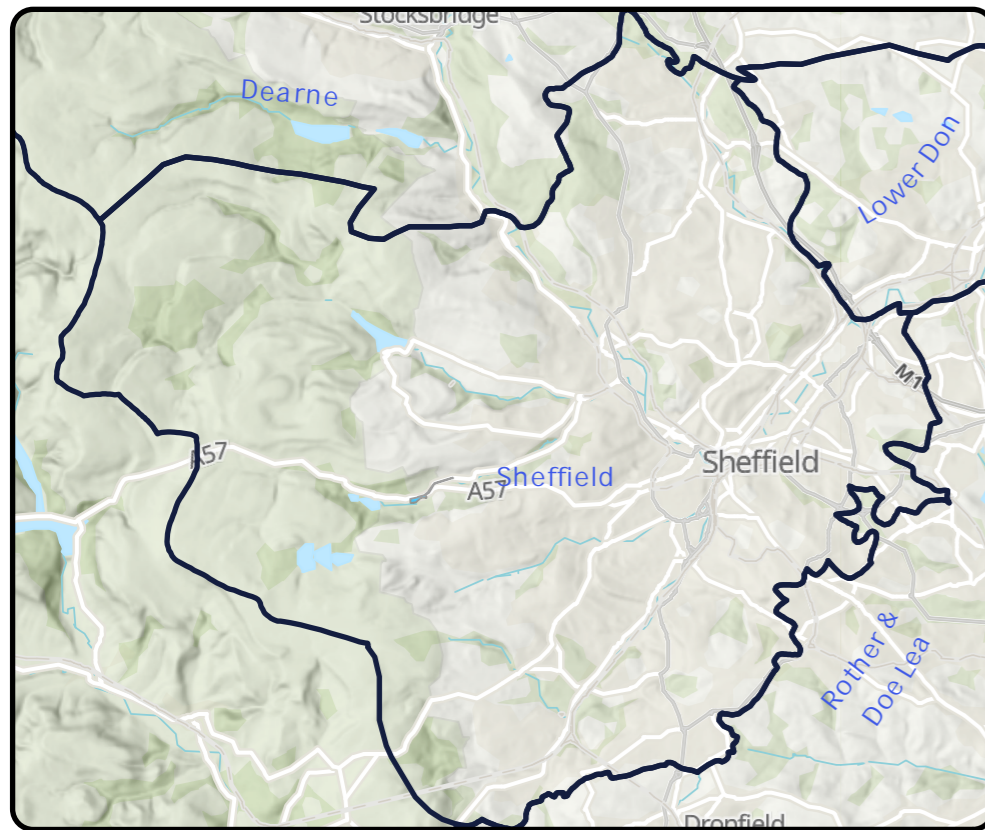 Stocksbridge
Dearne
Lower Don
M1
A57
Sheffield
Sheffield
A57
Rother &
Doe Lea
Dronfield